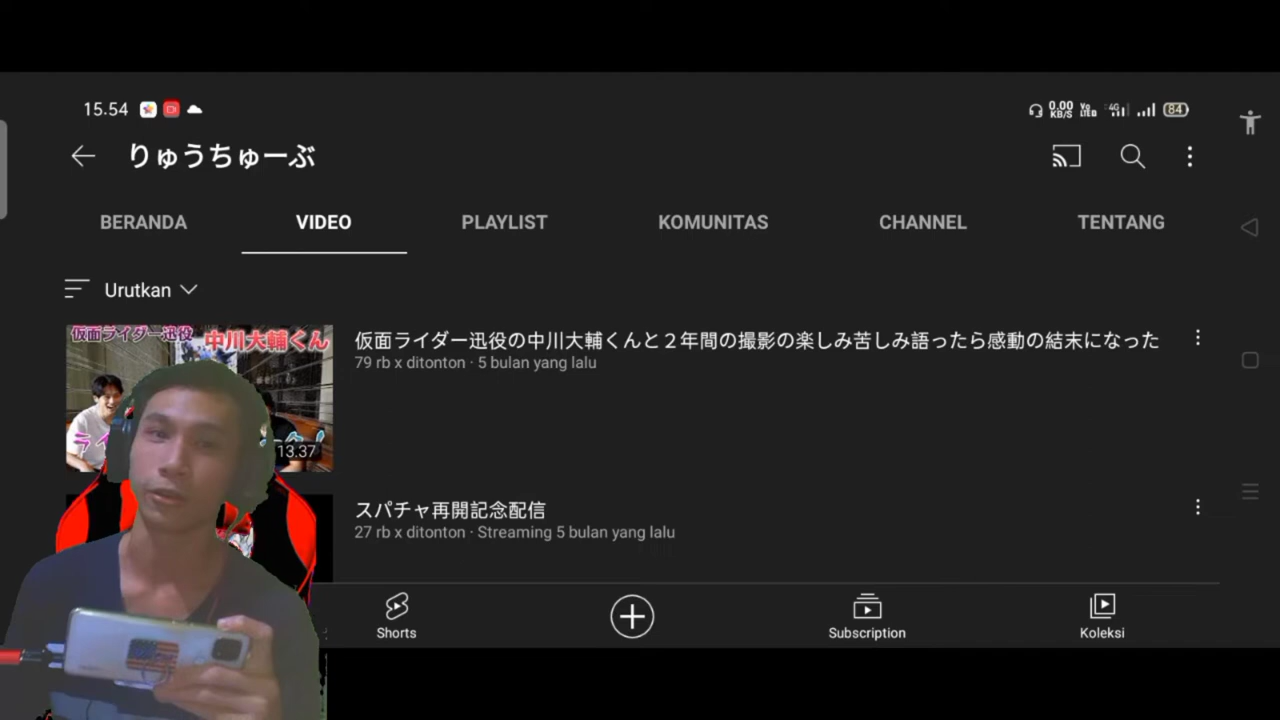 15.54
0.00
KB/S
Vo
LTE
4G
84
りゅうちゅーぶ
BERANDA
VIDEO
PLAYLIST
KOMUNITAS
CHANNEL
TENTANG
Urutkan
仮面ライダー迅役
中川大輔くん
13.37
仮面ライダー迅役の中川大輔くんと２年間の撮影の楽しみ苦しみ語ったら感動の結末になった
79 rb x ditonton · 5 bulan yang lalu
スパチャ再開記念配信
27 rb x ditonton · Streaming 5 bulan yang lalu
Shorts
Subscription
Koleksi